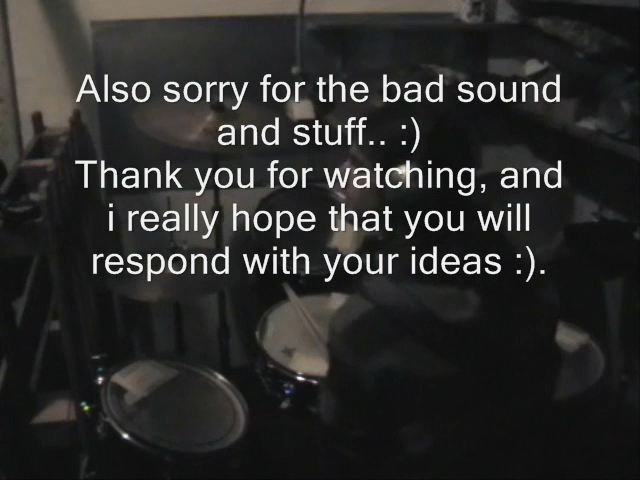 Also sorry for the bad sound
and stuff.. :)
Thank you for watching, and
i really hope that you will
respond with your ideas :).